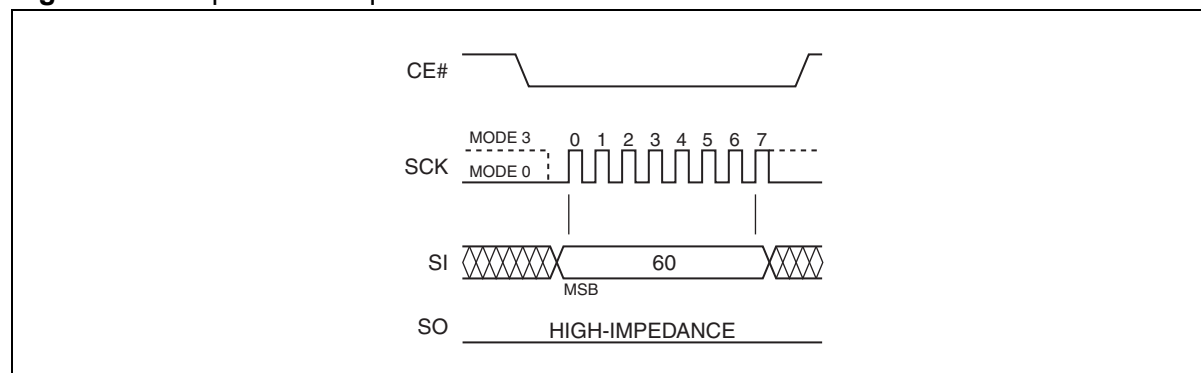 CE#
MODE 3
0 1 2 3 4 5 6 7
SCK
MODE 0
SI
60
MSB
SO
HIGH-IMPEDANCE